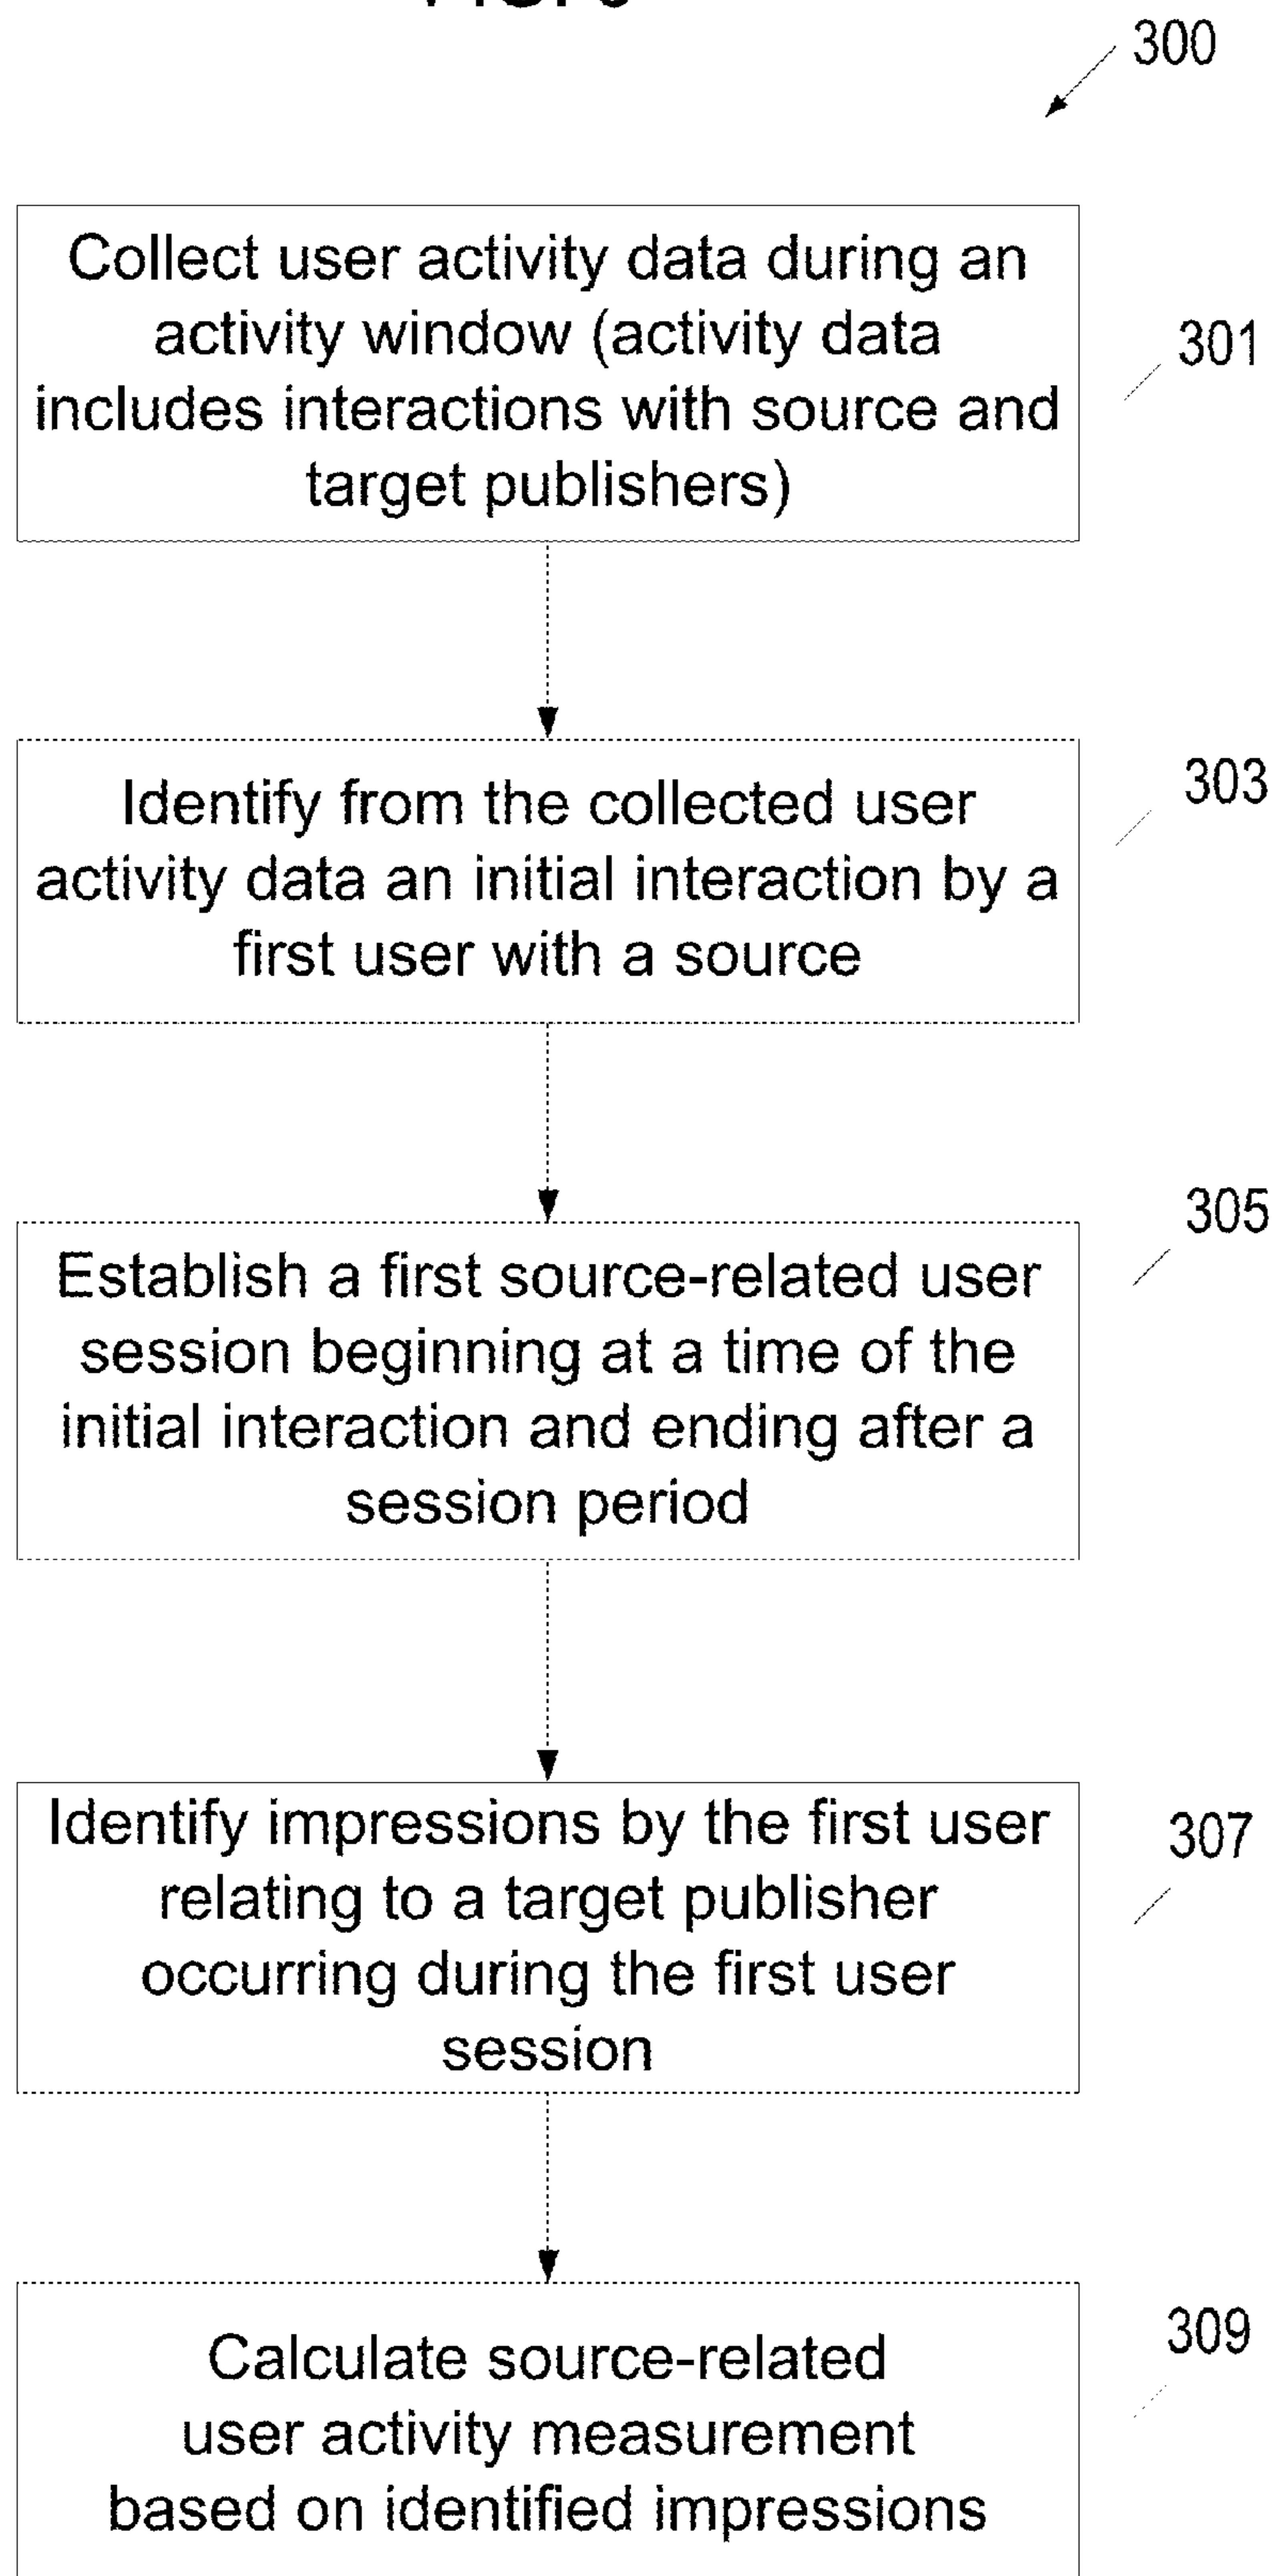 300
Collect user activity data during an
activity window (activity data
includes interactions with source and
target publishers)
301
Identify from the collected user
activity data an initial interaction by a
first user with a source
303
Establish a first source-related user
session beginning at a time of the
initial interaction and ending after a
session period
305
Identify impressions by the first user
relating to a target publisher
occurring during the first user
session
307
Calculate source-related
user activity measurement
based on identified impressions
309